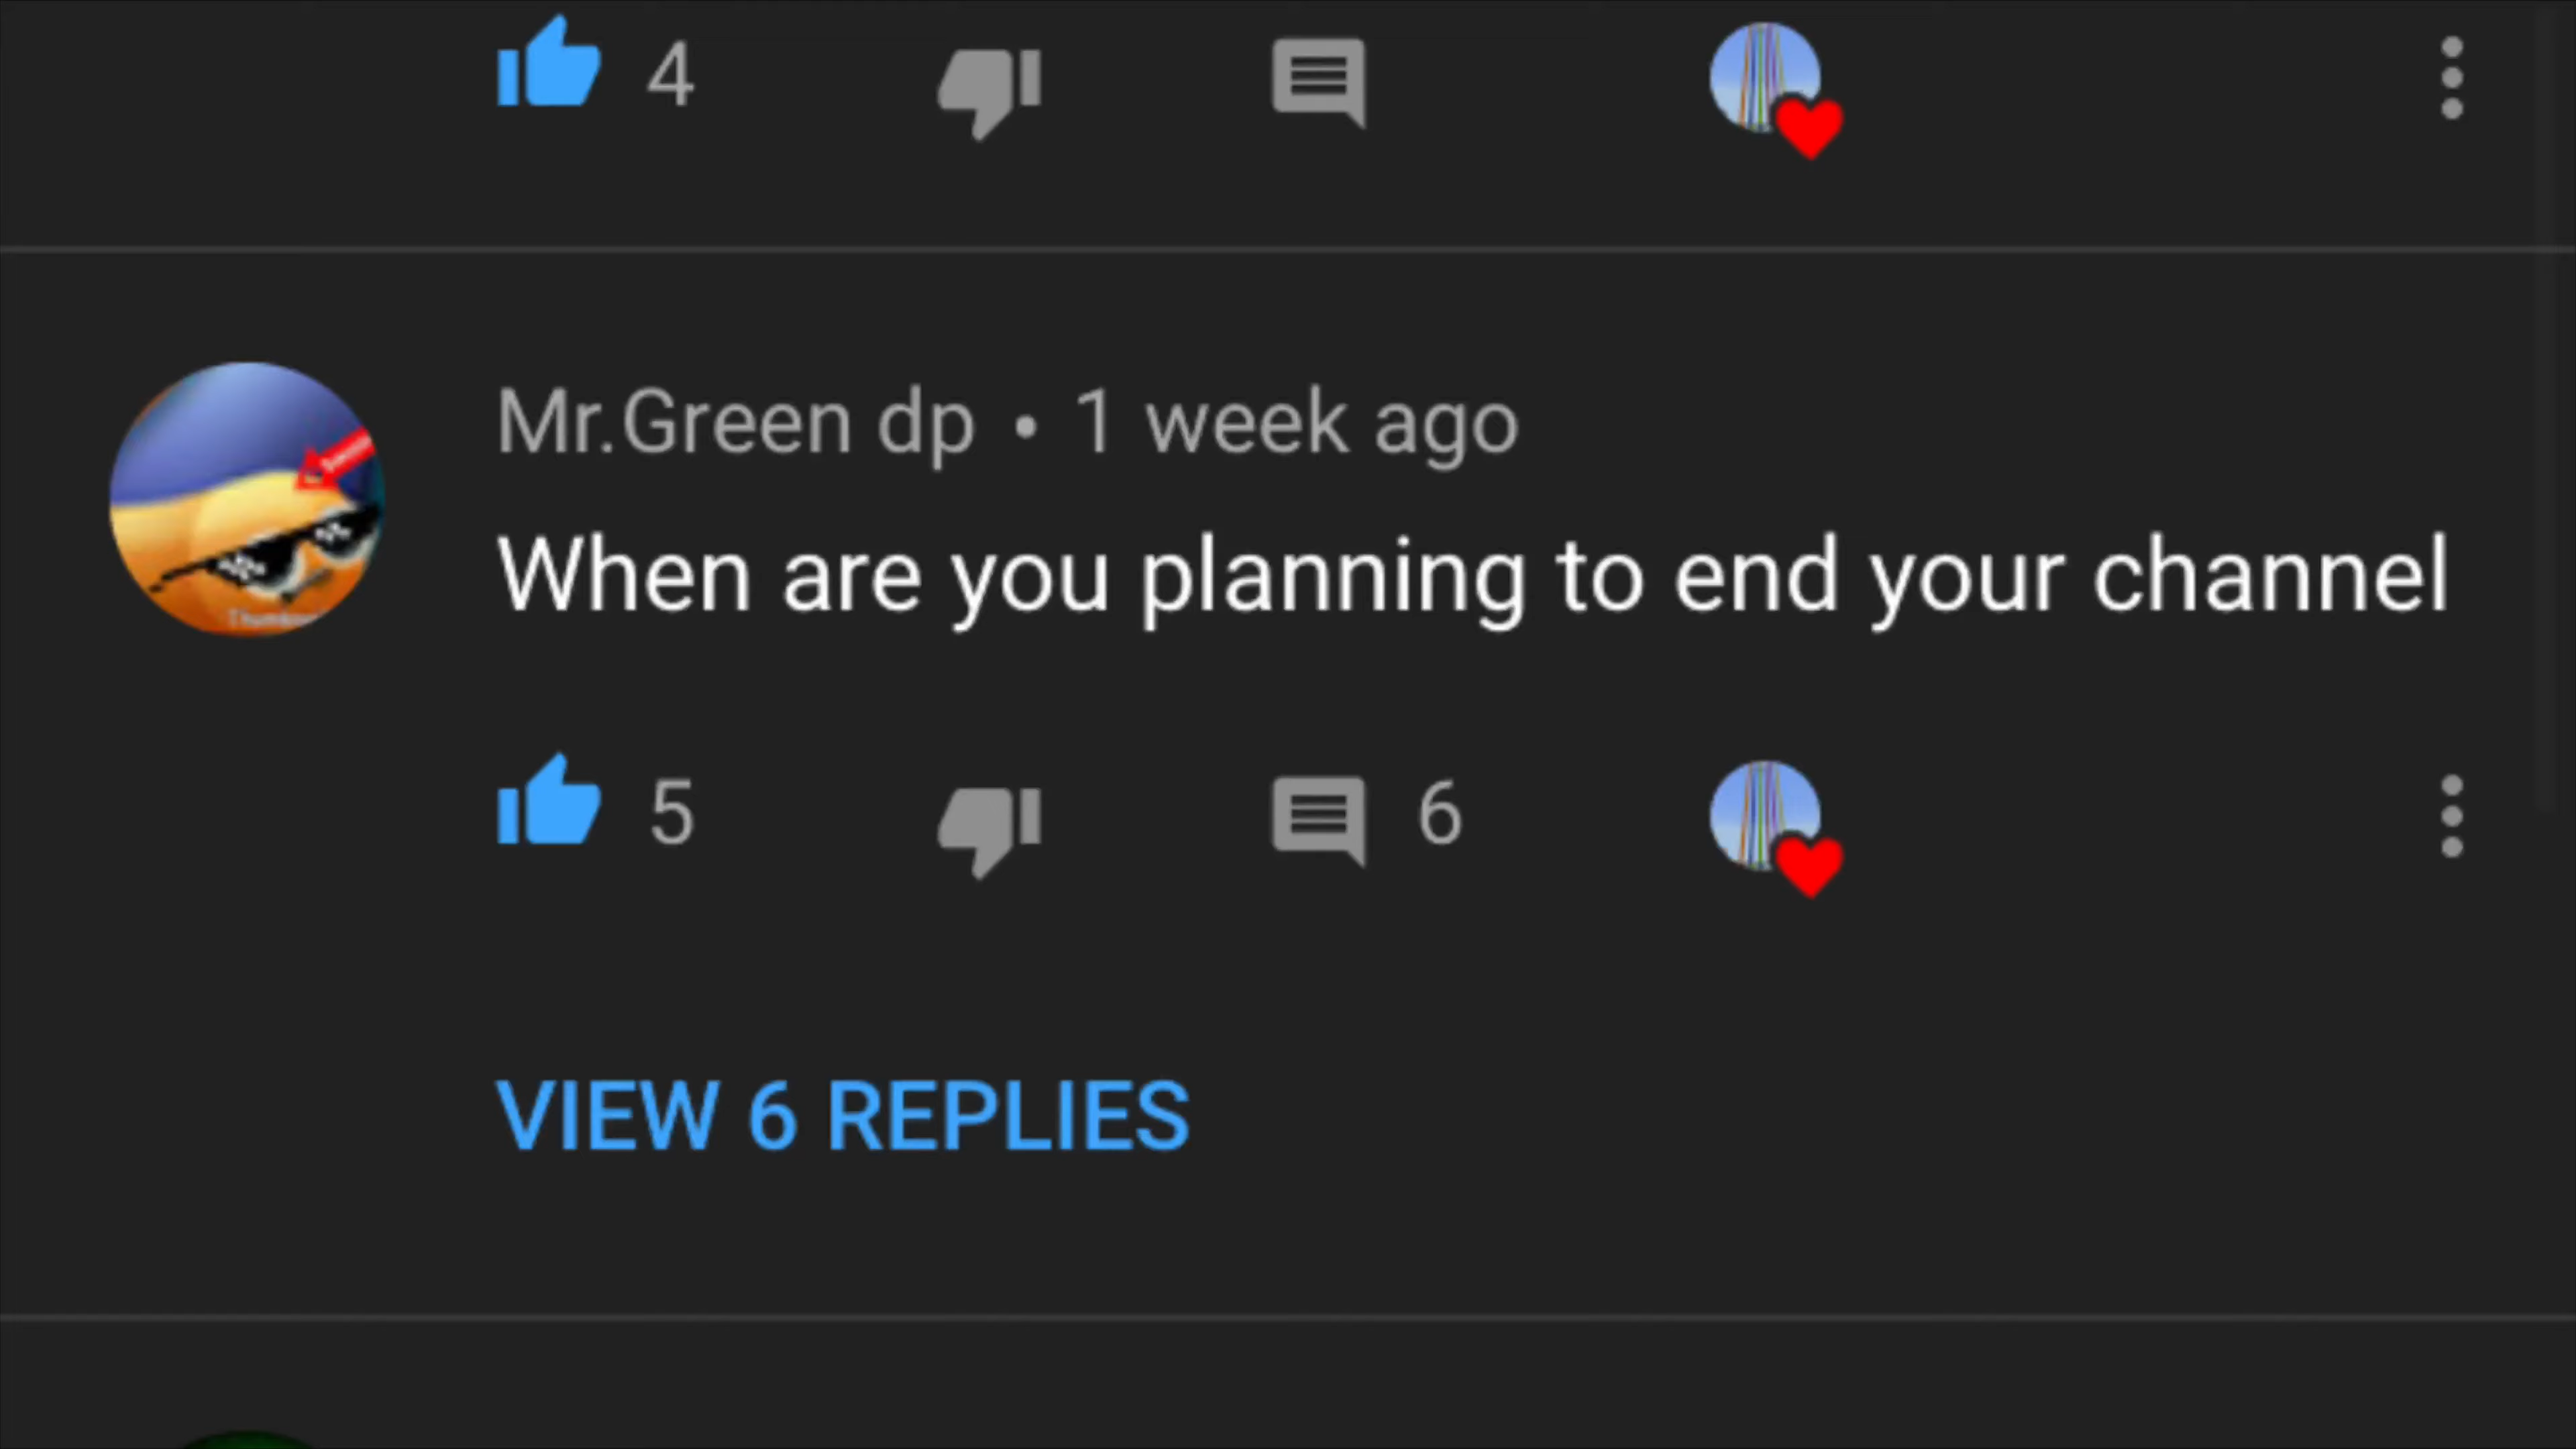 4
Mr.Green dp • 1 week ago
When are you planning to end your channel
5
6
VIEW 6 REPLIES